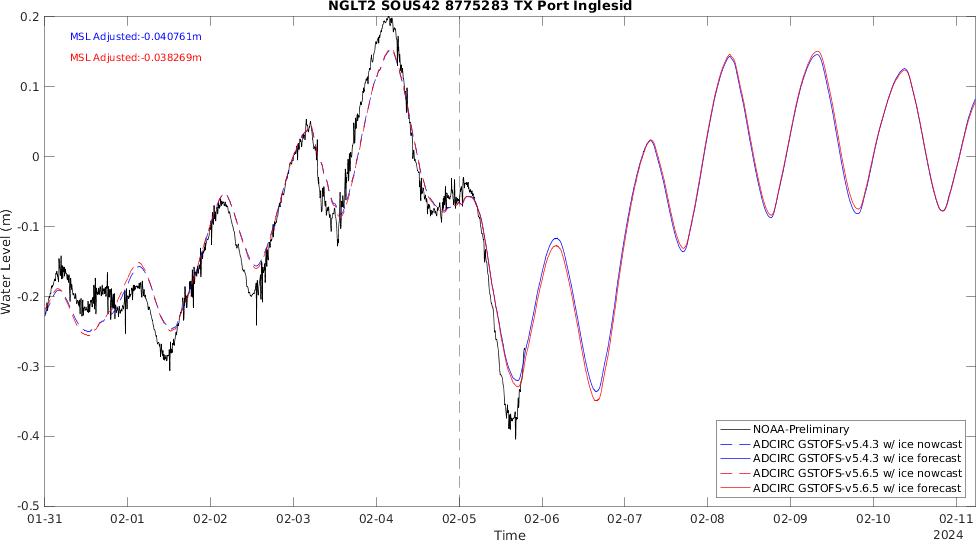 NGLT2 SOUS42 8775283 TX Port Inglesid
MSL Adjusted:-0.040761m
MSL Adjusted:-0.038269m
0.2
0.1
0
-0.1
-0.2
-0.3
-0.4
-0.5
Water Level (m)
NOAA-Preliminary
ADCIRC GSTOFS-v5.4.3 w/ ice nowcast
ADCIRC GSTOFS-v5.4.3 w/ ice forecast
ADCIRC GSTOFS-v5.6.5 w/ ice nowcast
ADCIRC GSTOFS-v5.6.5 w/ ice forecast
01-31 02-01 02-02 02-03 02-04 02-05 02-06 02-07 02-08 02-09 02-10 02-11
Time 2024